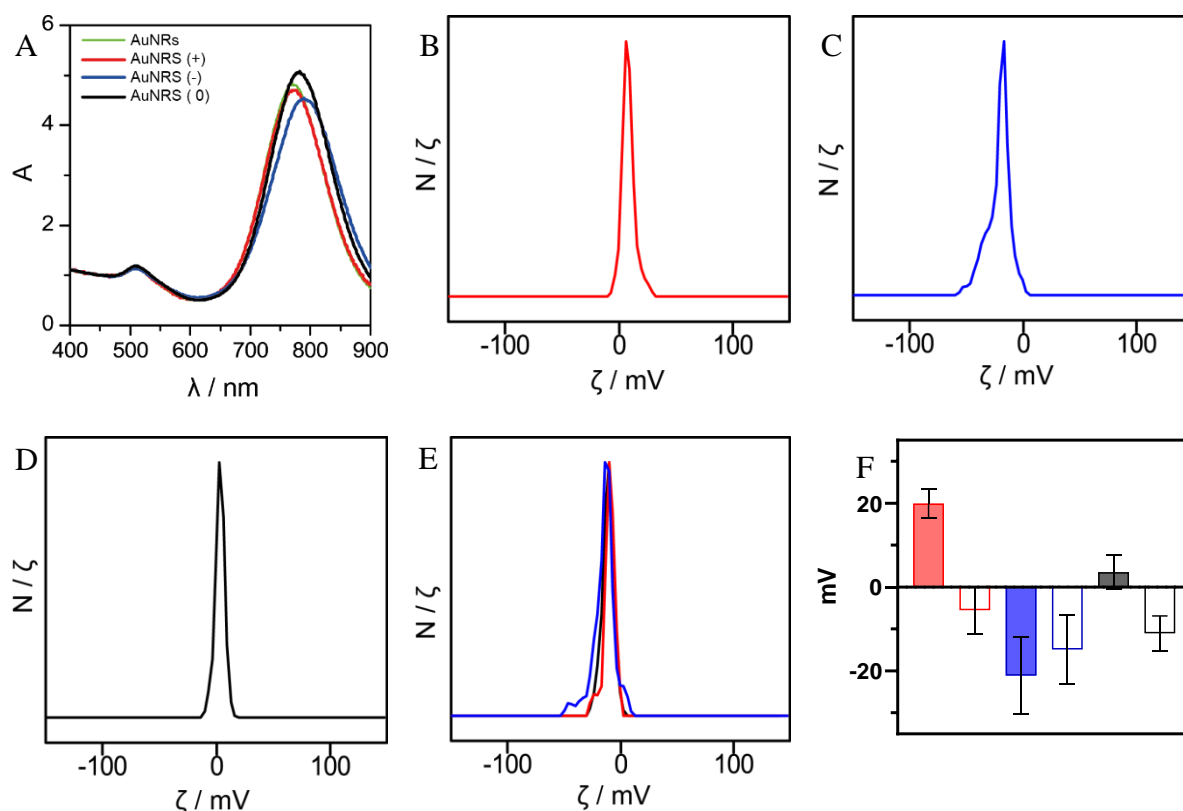 A
6
4
2
0
A
AuNRs
AuNRS (+)
AuNRS (-)
AuNRS ( 0)
400 500 600 700 800 900
λ / nm
B
ζ / N
-100 0 100
ζ / mV
C
ζ / N
-100 0 100
ζ / mV
D
N / ζ
-100 0 100
ζ / mV
E
ζ / N
-100 0 100
ζ / mV
F
mV
20
0
-20